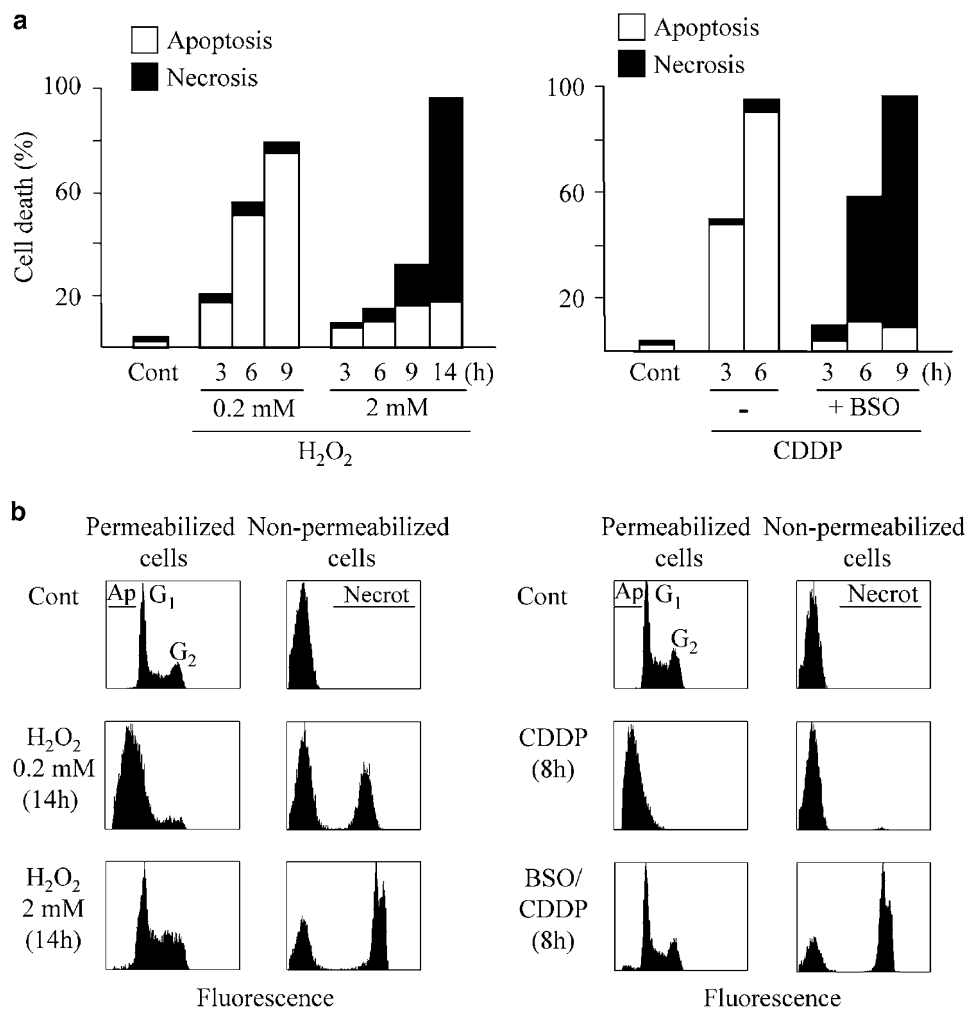 a
Apoptosis
Necrosis
100
60
20
Cell death (%)
Cont 3 6 9 3 6 9 14 (h)
0.2 mM 2 mM
H₂O₂
Apoptosis
Necrosis
100
60
20
Cont 3 6 3 6 9 (h)
- + BSO
CDDP
b
Permeabilized cells
Non-permeabilized cells
Cont
Ap G₁
G₂
Necrot
H₂O₂
0.2 mM
(14h)
H₂O₂
2 mM
(14h)
Fluorescence
Permeabilized cells
Non-permeabilized cells
Cont
Ap G₁
G₂
Necrot
CDDP
(8h)
BSO/
CDDP
(8h)
Fluorescence